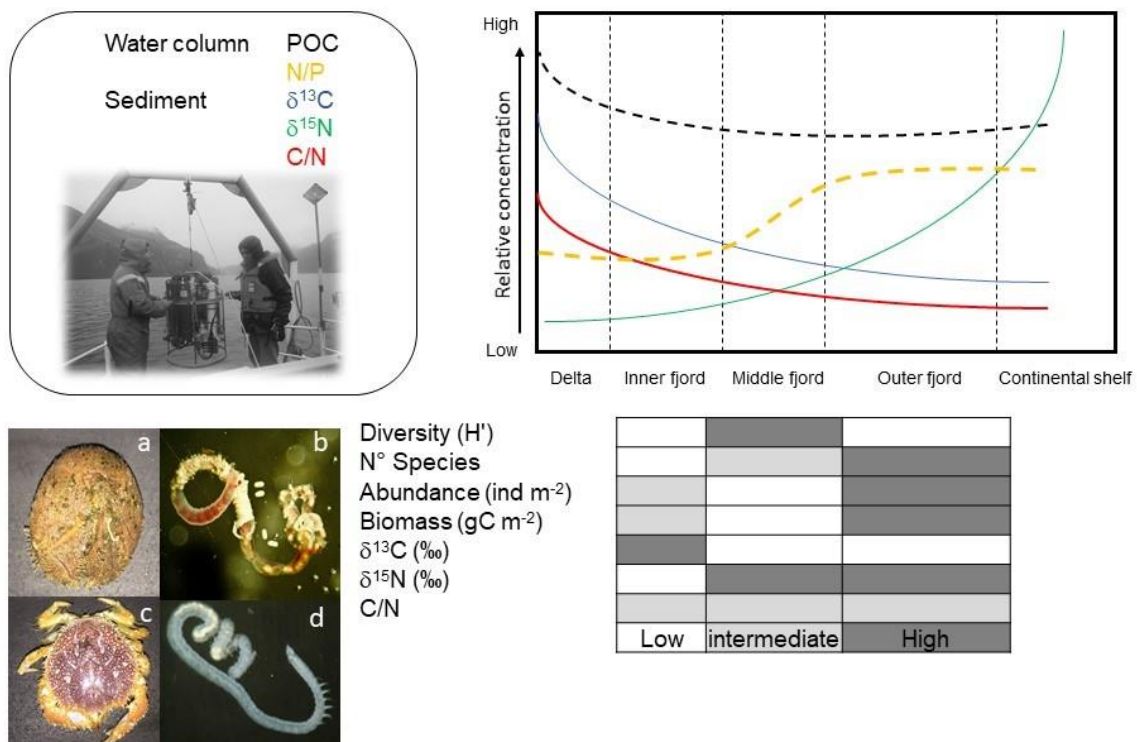 Water column POC
N/P
Sediment δ¹³C
δ¹⁵N
C/N
High
Relative concentration
Low
Delta Inner fjord Middle fjord Outer fjord Continental shelf
a
b
c
d
Diversity (H')
N° Species
Abundance (ind m⁻²)
Biomass (gC m⁻²)
δ¹³C (‰)
δ¹⁵N (‰)
C/N
Low intermediate High